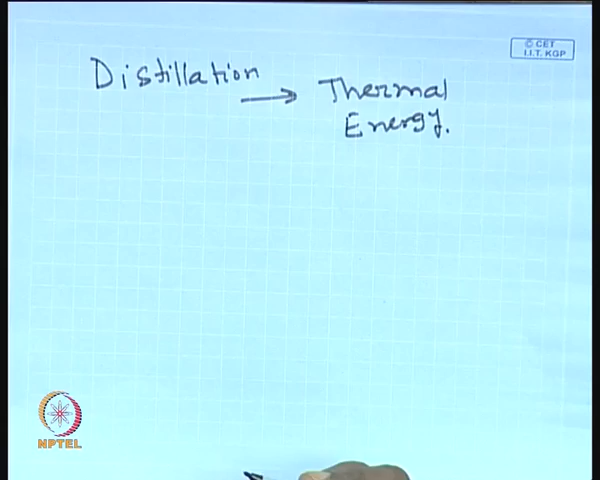 © CET
I.I.T. KGP
Distillation → Thermal
Energy.
NPTEL